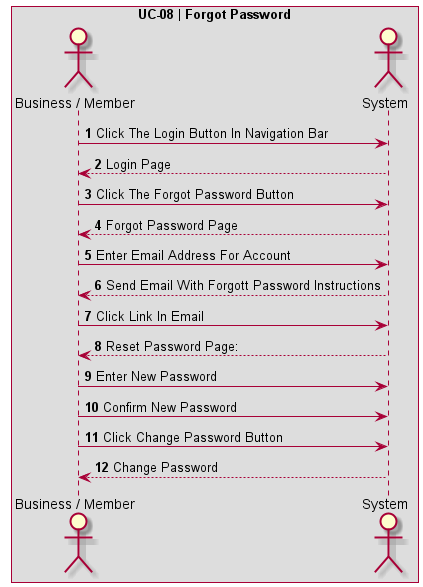 UC-08 | Forgot Password
Business / Member
System
1 Click The Login Button In Navigation Bar
2 Login Page
3 Click The Forgot Password Button
4 Forgot Password Page
5 Enter Email Address For Account
6 Send Email With Forgott Password Instructions
7 Click Link In Email
8 Reset Password Page:
9 Enter New Password
10 Confirm New Password
11 Click Change Password Button
12 Change Password
Business / Member
System